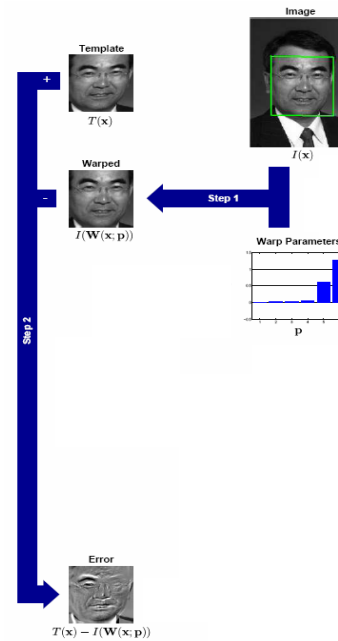 Image
Template
+
T(x)
I(x)
Warped
-
Step 1
I(W(x;p))
Warp Parameters
p
Step 2
Error
T(x) − I(W(x;p))